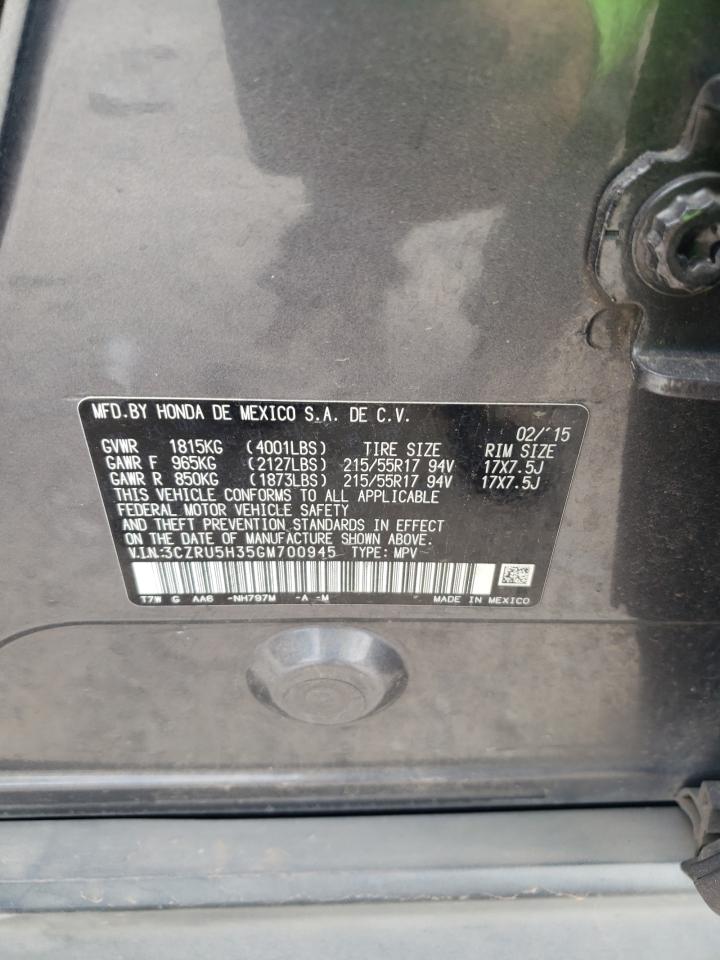 MFD.BY HONDA DE MEXICO S.A. DE C.V.
02/'15
GVWR 1815KG (4001LBS) TIRE SIZE RIM SIZE
GAWR F 965KG (2127LBS) 215/55R17 94V 17X7.5J
GAWR R 850KG (1873LBS) 215/55R17 94V 17X7.5J
THIS VEHICLE CONFORMS TO ALL APPLICABLE
FEDERAL MOTOR VEHICLE SAFETY
AND THEFT PREVENTION STANDARDS IN EFFECT
ON THE DATE OF MANUFACTURE SHOWN ABOVE.
V.I.N.:3CZRU5H35GM700945 TYPE: MPV
T7W G AA6 -NH797M -A -M MADE IN MEXICO